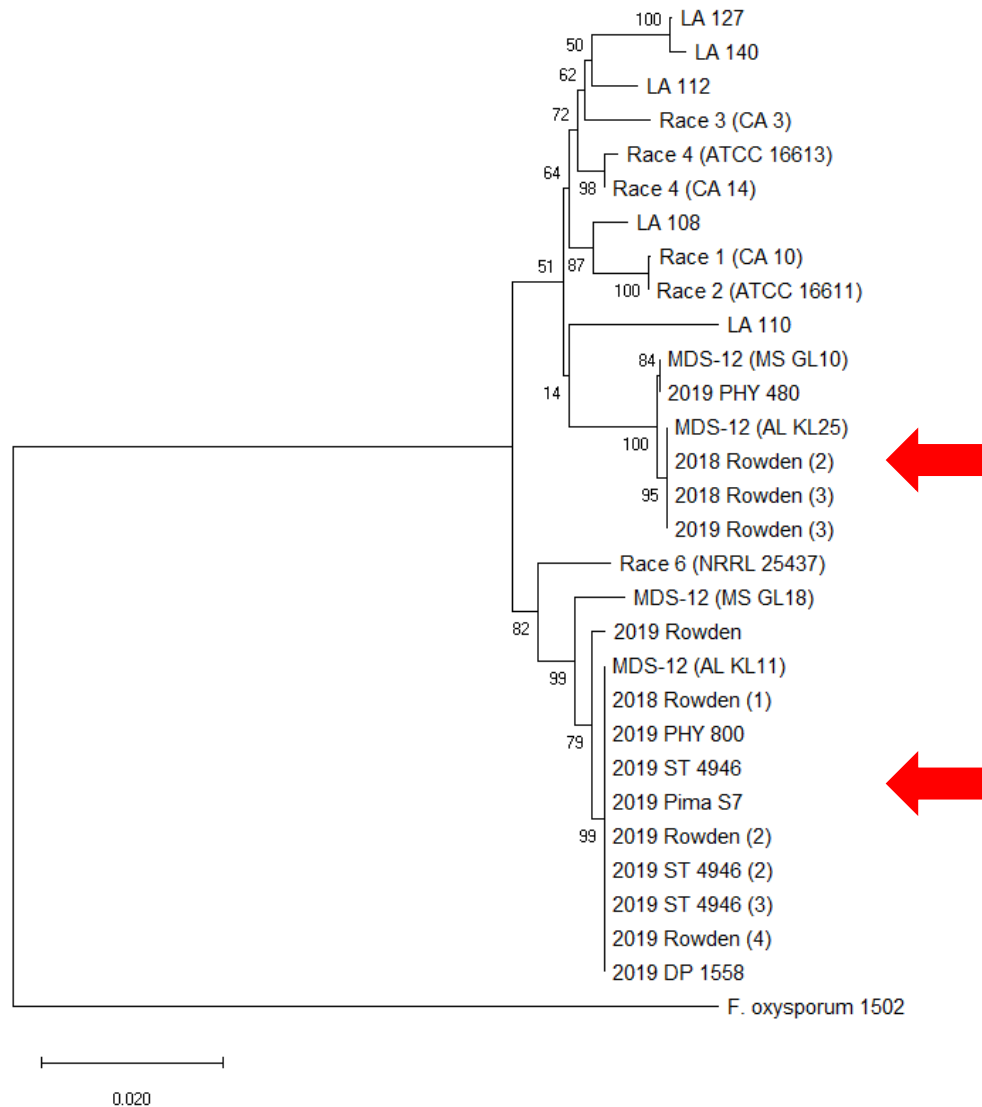 100
LA 127
LA 140
50
62
LA 112
72
Race 3 (CA 3)
Race 4 (ATCC 16613)
64
98
Race 4 (CA 14)
LA 108
51
87
Race 1 (CA 10)
100
Race 2 (ATCC 16611)
LA 110
84
MDS-12 (MS GL10)
14
2019 PHY 480
MDS-12 (AL KL25)
100
2018 Rowden (2)
95
2018 Rowden (3)
2019 Rowden (3)
Race 6 (NRRL 25437)
MDS-12 (MS GL18)
82
2019 Rowden
MDS-12 (AL KL11)
99
2018 Rowden (1)
79
2019 PHY 800
2019 ST 4946
2019 Pima S7
99
2019 Rowden (2)
2019 ST 4946 (2)
2019 ST 4946 (3)
2019 Rowden (4)
2019 DP 1558
F. oxysporum 1502
0.020